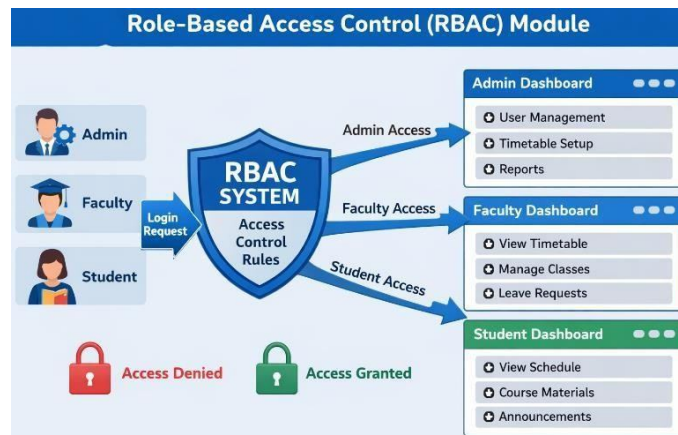 Role-Based Access Control (RBAC) Module
Admin
Faculty
Student
Login
Request
RBAC
SYSTEM
Access
Control
Rules
Admin Access
Faculty Access
Student Access
Admin Dashboard
User Management
Timetable Setup
Reports
Faculty Dashboard
View Timetable
Manage Classes
Leave Requests
Student Dashboard
View Schedule
Course Materials
Announcements
Access Denied
Access Granted